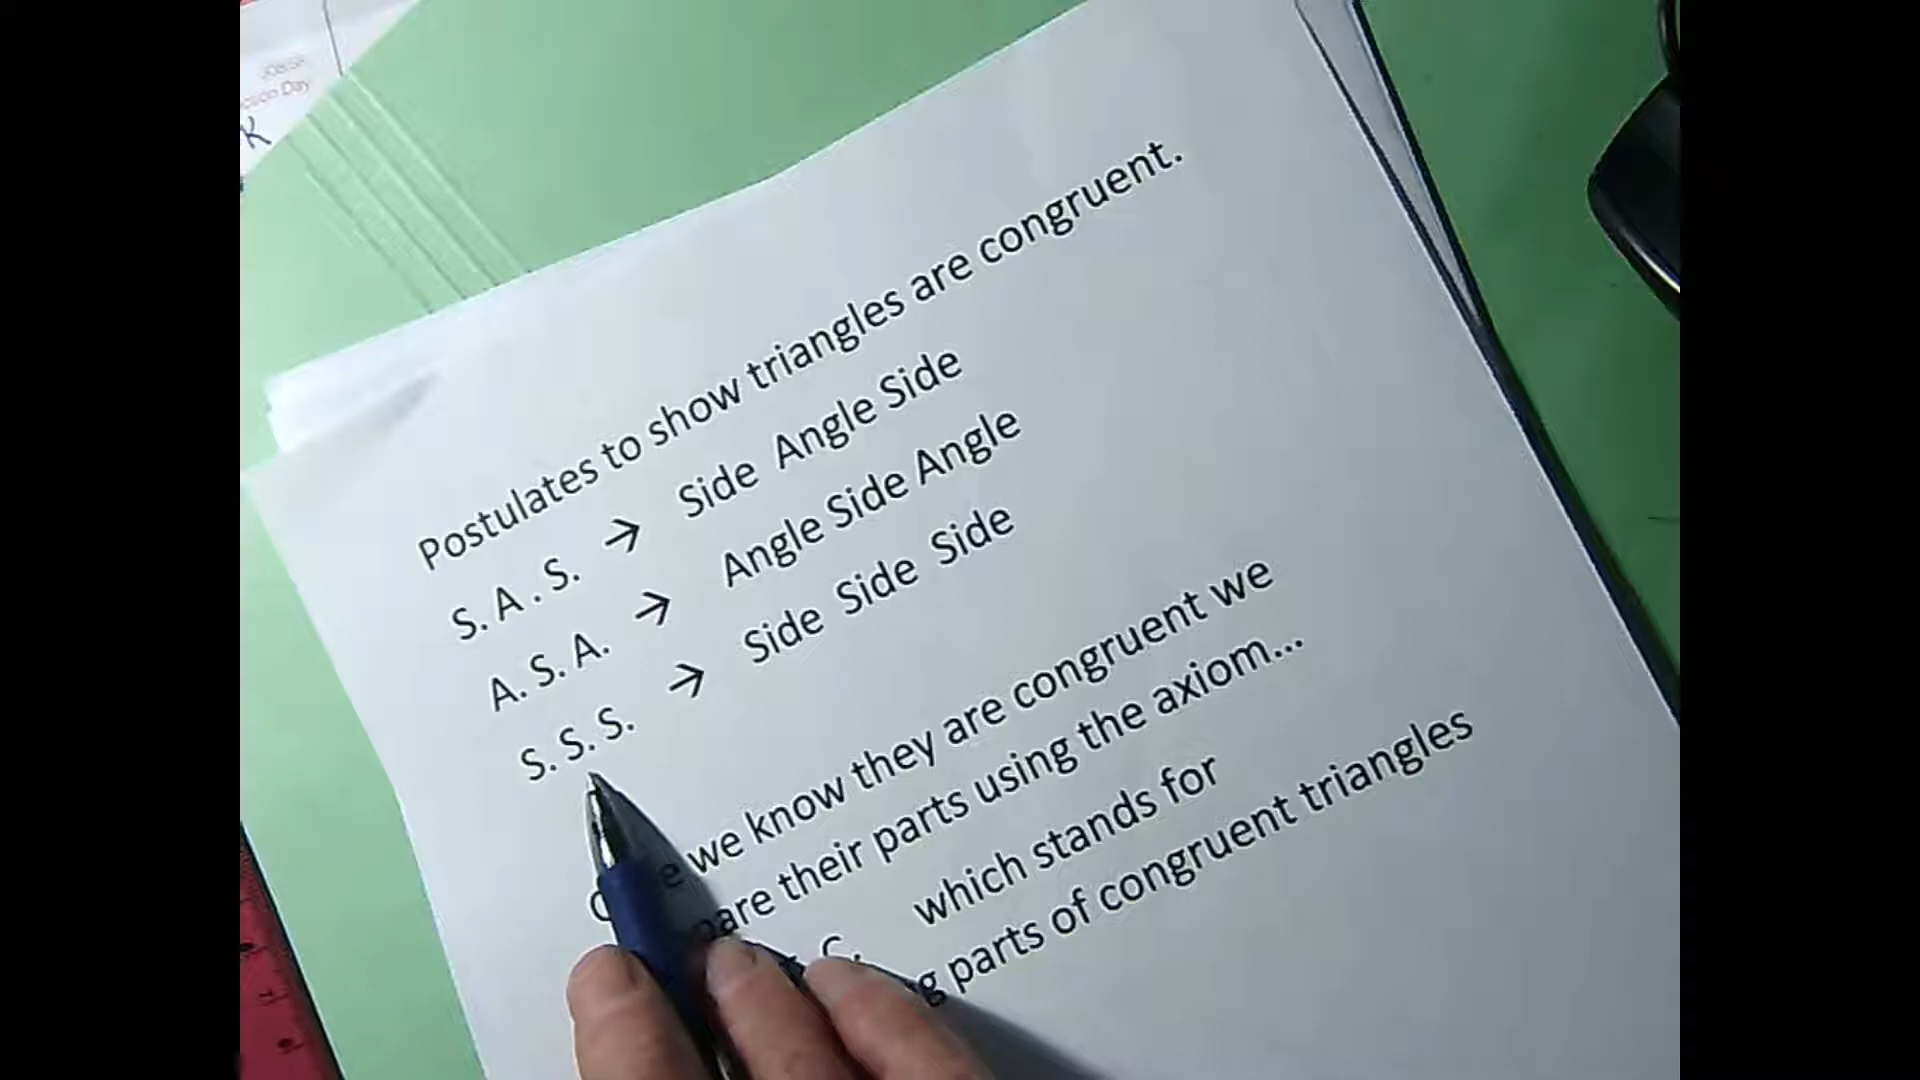 K
Postulates to show triangles are congruent.
S. A . S. → Side Angle Side
A. S. A. → Angle Side Angle
S. S. S. → Side Side Side
we know they are congruent we
their parts using the axiom...
C. which stands for
parts of congruent triangles